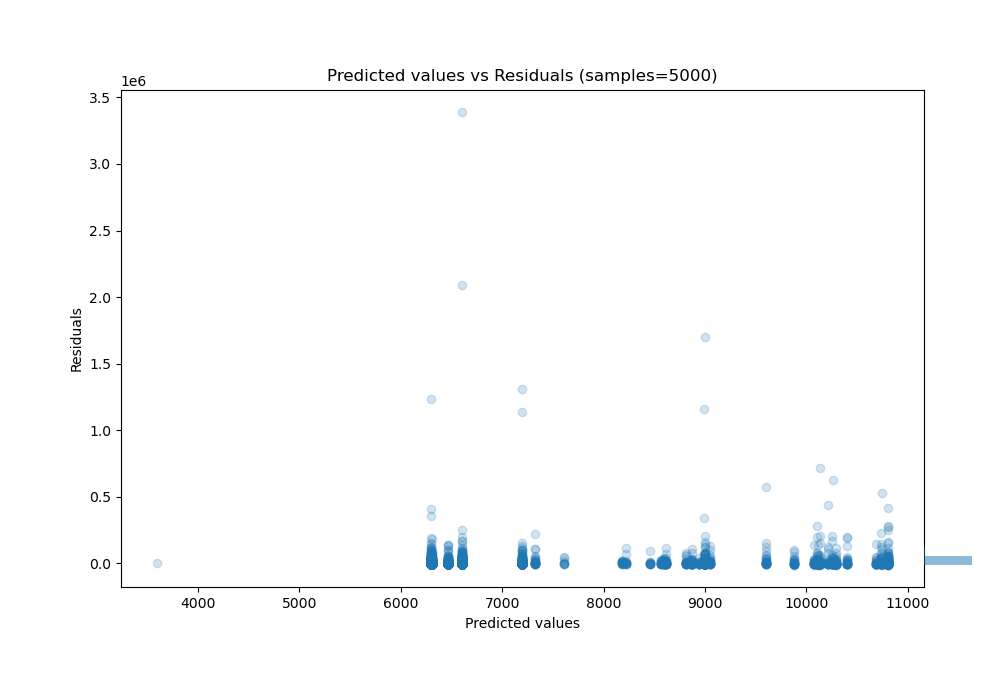 Predicted values vs Residuals (samples=5000)
1e6
3.5
3.0
2.5
2.0
1.5
1.0
0.5
0.0
Residuals
4000 5000 6000 7000 8000 9000 10000 11000
Predicted values